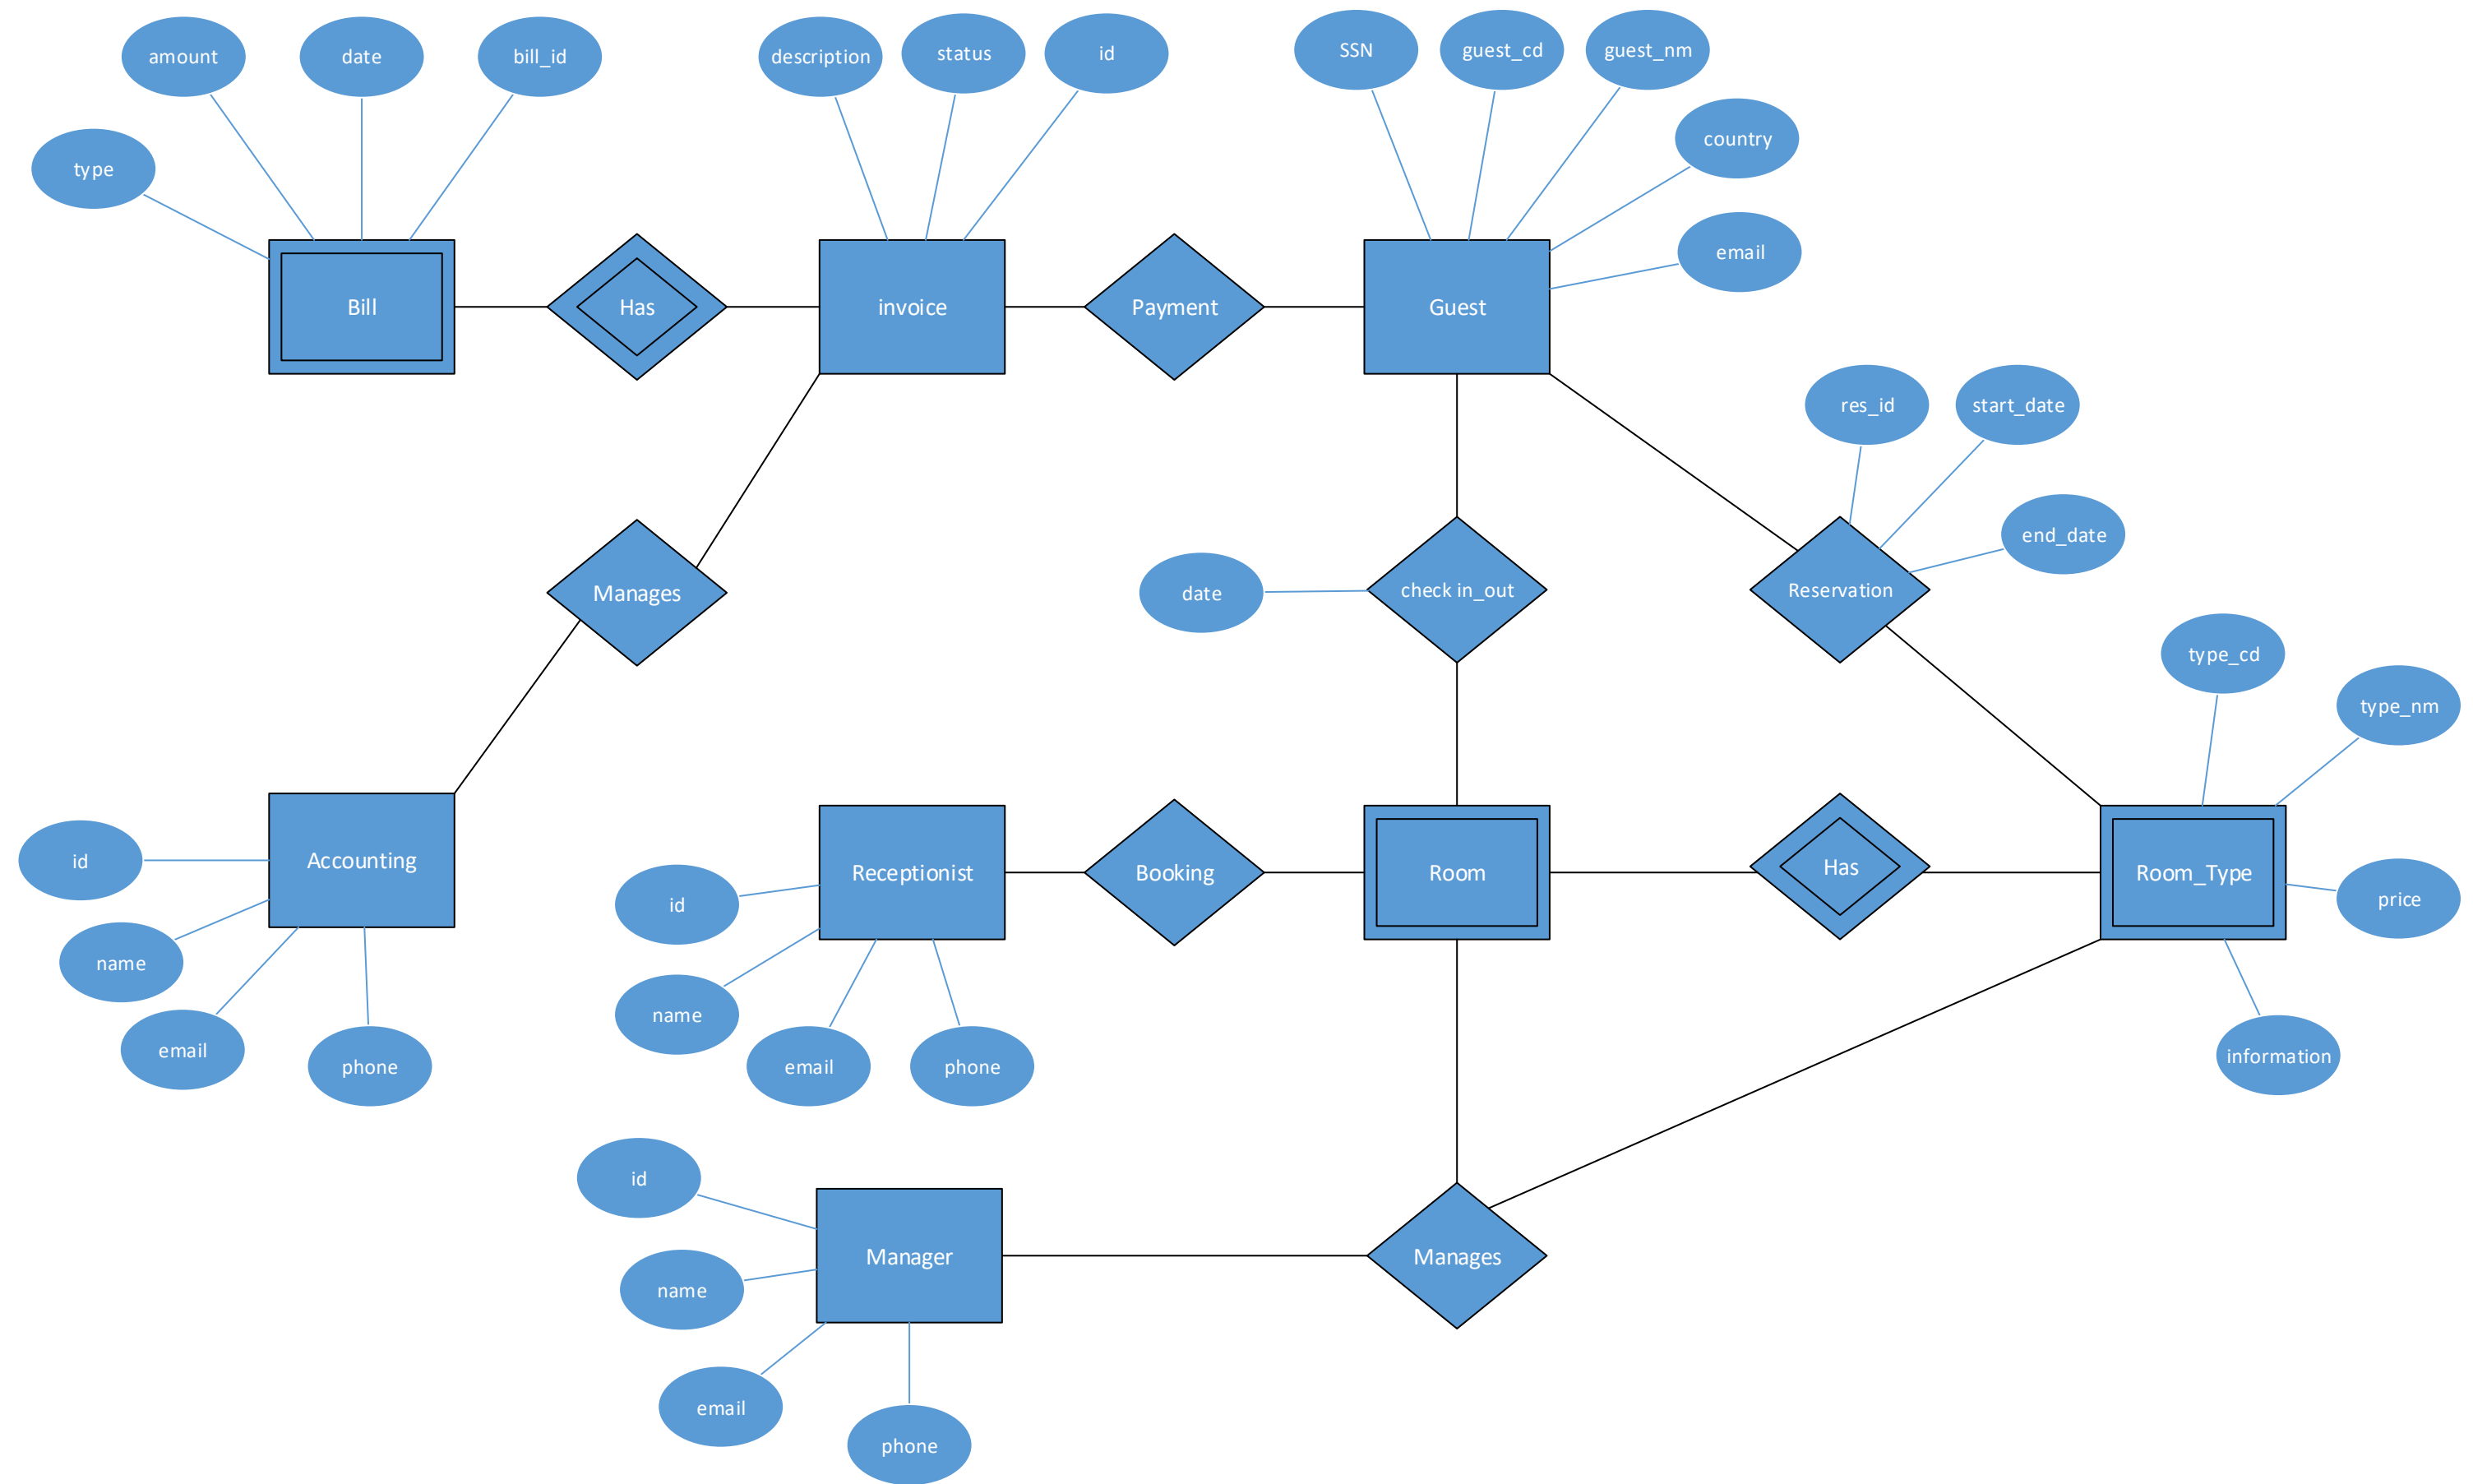 amount
date
bill_id
description
status
id
SSN
guest_cd
guest_nm
type
country
email
Bill
Has
invoice
Payment
Guest
res_id
start_date
end_date
Manages
date
check in_out
Reservation
type_cd
type_nm
id
Accounting
Receptionist
Booking
Room
Has
Room_Type
price
id
name
name
email
phone
email
phone
information
id
Manager
Manages
name
email
phone